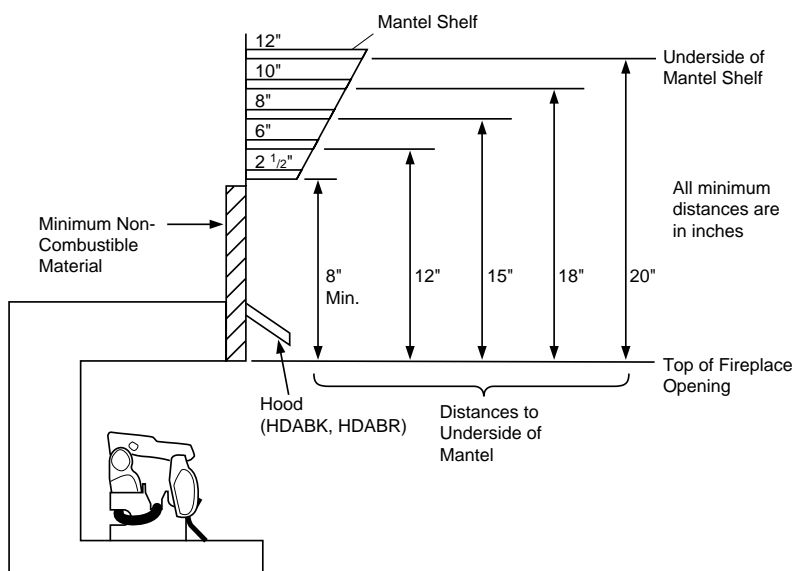 Mantel Shelf
12"
Underside of
Mantel Shelf
10"
8"
6"
2 1/2"
All minimum
distances are
in inches
Minimum Non-
Combustible
Material
8"
Min.
12"
15"
18"
20"
Top of Fireplace
Opening
Hood
(HDABK, HDABR)
Distances to
Underside of
Mantel